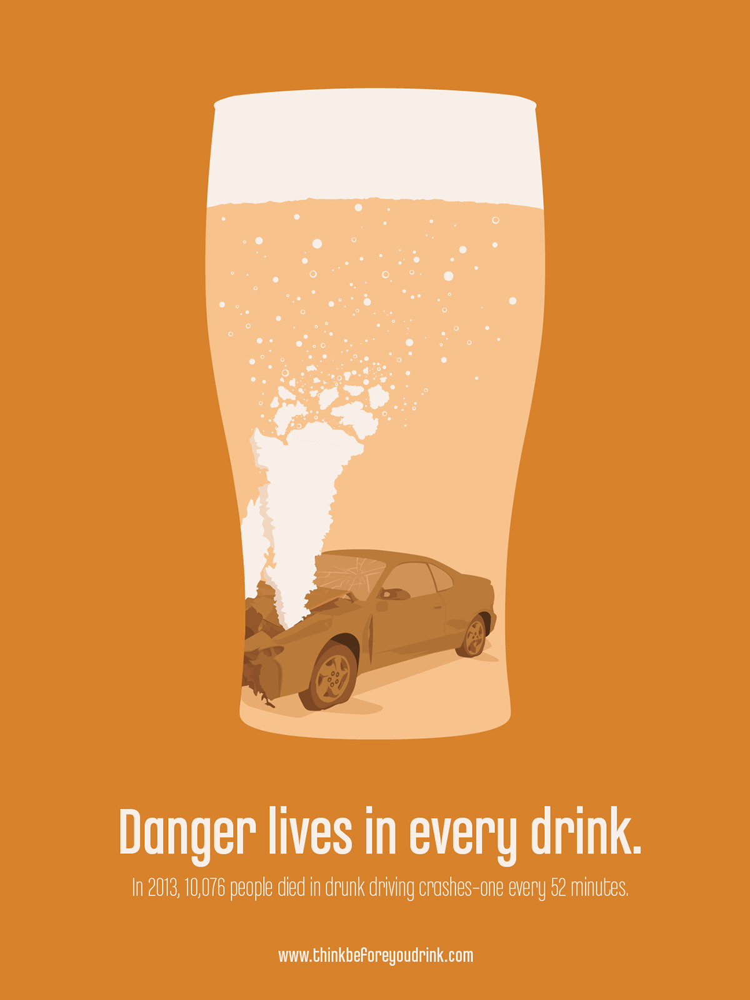 Danger lives in every drink.
In 2013, 10,076 people died in drunk driving crashes–one every 52 minutes.
www.thinkbeforeyoudrink.com